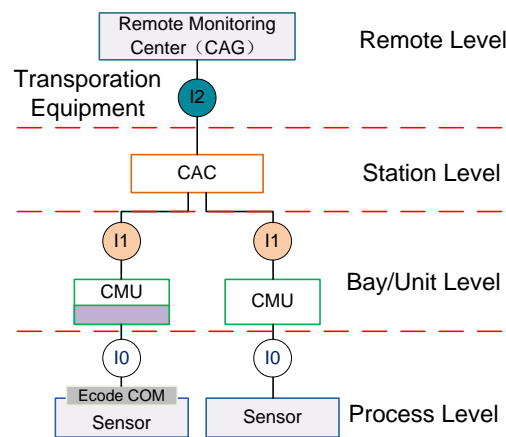 Remote Monitoring
Center（CAG）
Remote Level
Transporation
Equipment
I2
CAC
Station Level
I1
I1
CMU
CMU
Bay/Unit Level
I0
I0
Ecode COM
Sensor
Sensor
Process Level